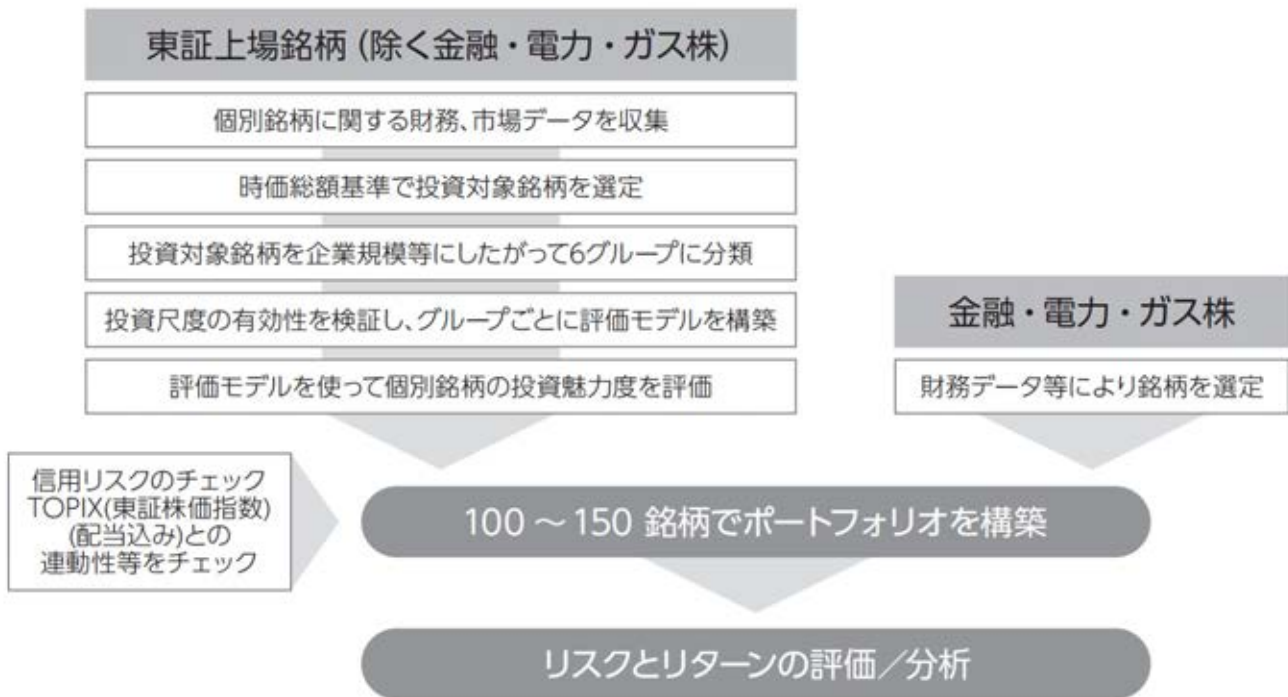 東証上場銘柄(除く金融・電力・ガス株)
個別銘柄に関する財務、市場データを収集
時価総額基準で投資対象銘柄を選定
投資対象銘柄を企業規模等にしたがって6グループに分類
投資尺度の有効性を検証し、グループごとに評価モデルを構築
評価モデルを使って個別銘柄の投資魅力度を評価
金融・電力・ガス株
財務データ等により銘柄を選定
信用リスクのチェック
TOPIX(東証株価指数)
(配当込み)との
連動性等をチェック
100 ～ 150 銘柄でポートフォリオを構築
リスクとリターンの評価／分析